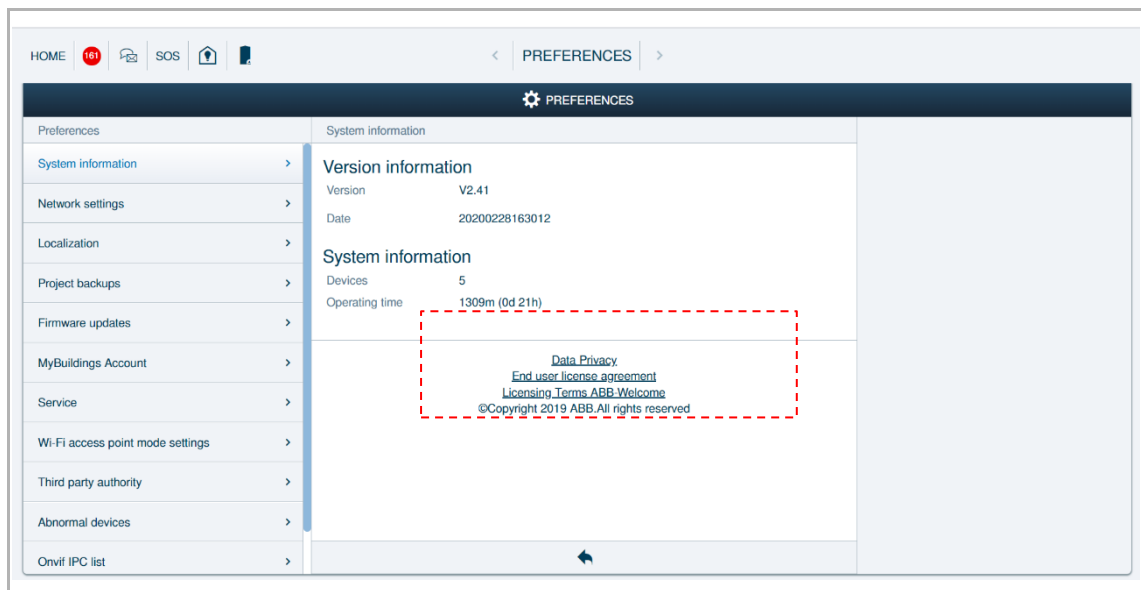 HOME 161 SOS < PREFERENCES >
PREFERENCES
Preferences
System information
Network settings
Localization
Project backups
Firmware updates
MyBuildings Account
Service
Wi-Fi access point mode settings
Third party authority
Abnormal devices
Onvif IPC list
System information
Version information
Version V2.41
Date 20200228163012
System information
Devices 5
Operating time 1309m (0d 21h)
Data Privacy
End user license agreement
Licensing Terms ABB-Welcome
©Copyright 2019 ABB.All rights reserved